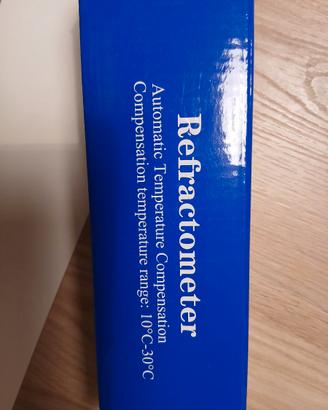 Refractometer
Automatic Temperature Compensation
Compensation temperature range: 10°C-30°C